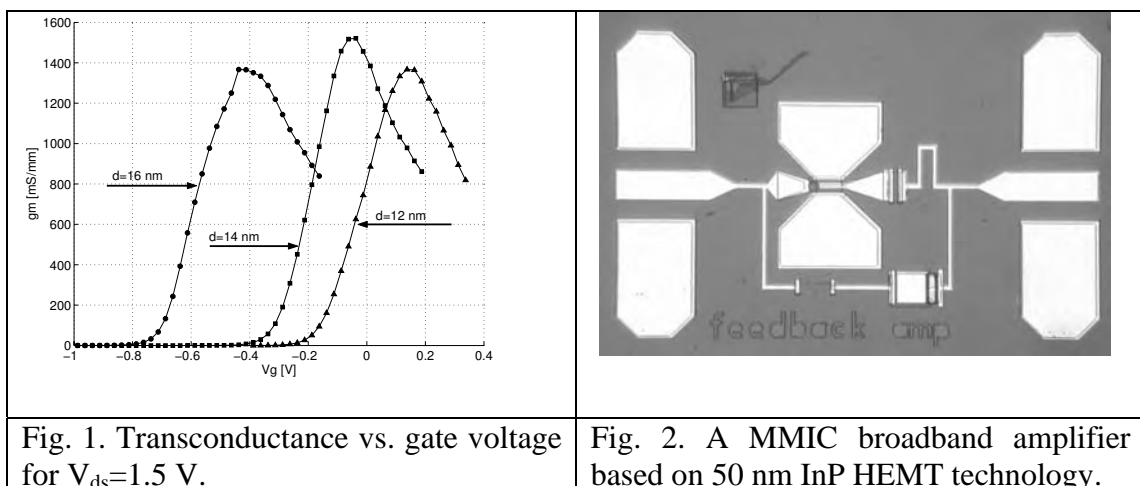 1600
1400
1200
1000
800
600
400
200
0
gm [mS/mm]
d=16 nm
d=14 nm
d=12 nm
−1
−0.8
−0.6
−0.4
−0.2
0
0.2
0.4
Vg [V]
feedback amp
Fig. 1. Transconductance vs. gate voltage
for Vds=1.5 V.
Fig. 2. A MMIC broadband amplifier
based on 50 nm InP HEMT technology.